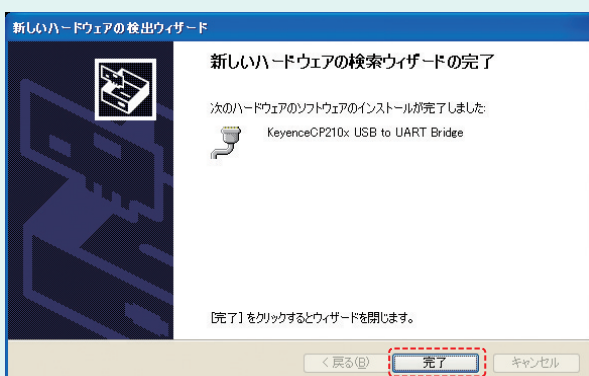 新しいハードウェアの検出ウィザード
新しいハードウェアの検索ウィザードの完了
次のハードウェアのソフトウェアのインストールが完了しました:
KeyenceCP210x USB to UART Bridge
[完了] をクリックするとウィザードを閉じます。
< 戻る(B)
完了
キャンセル